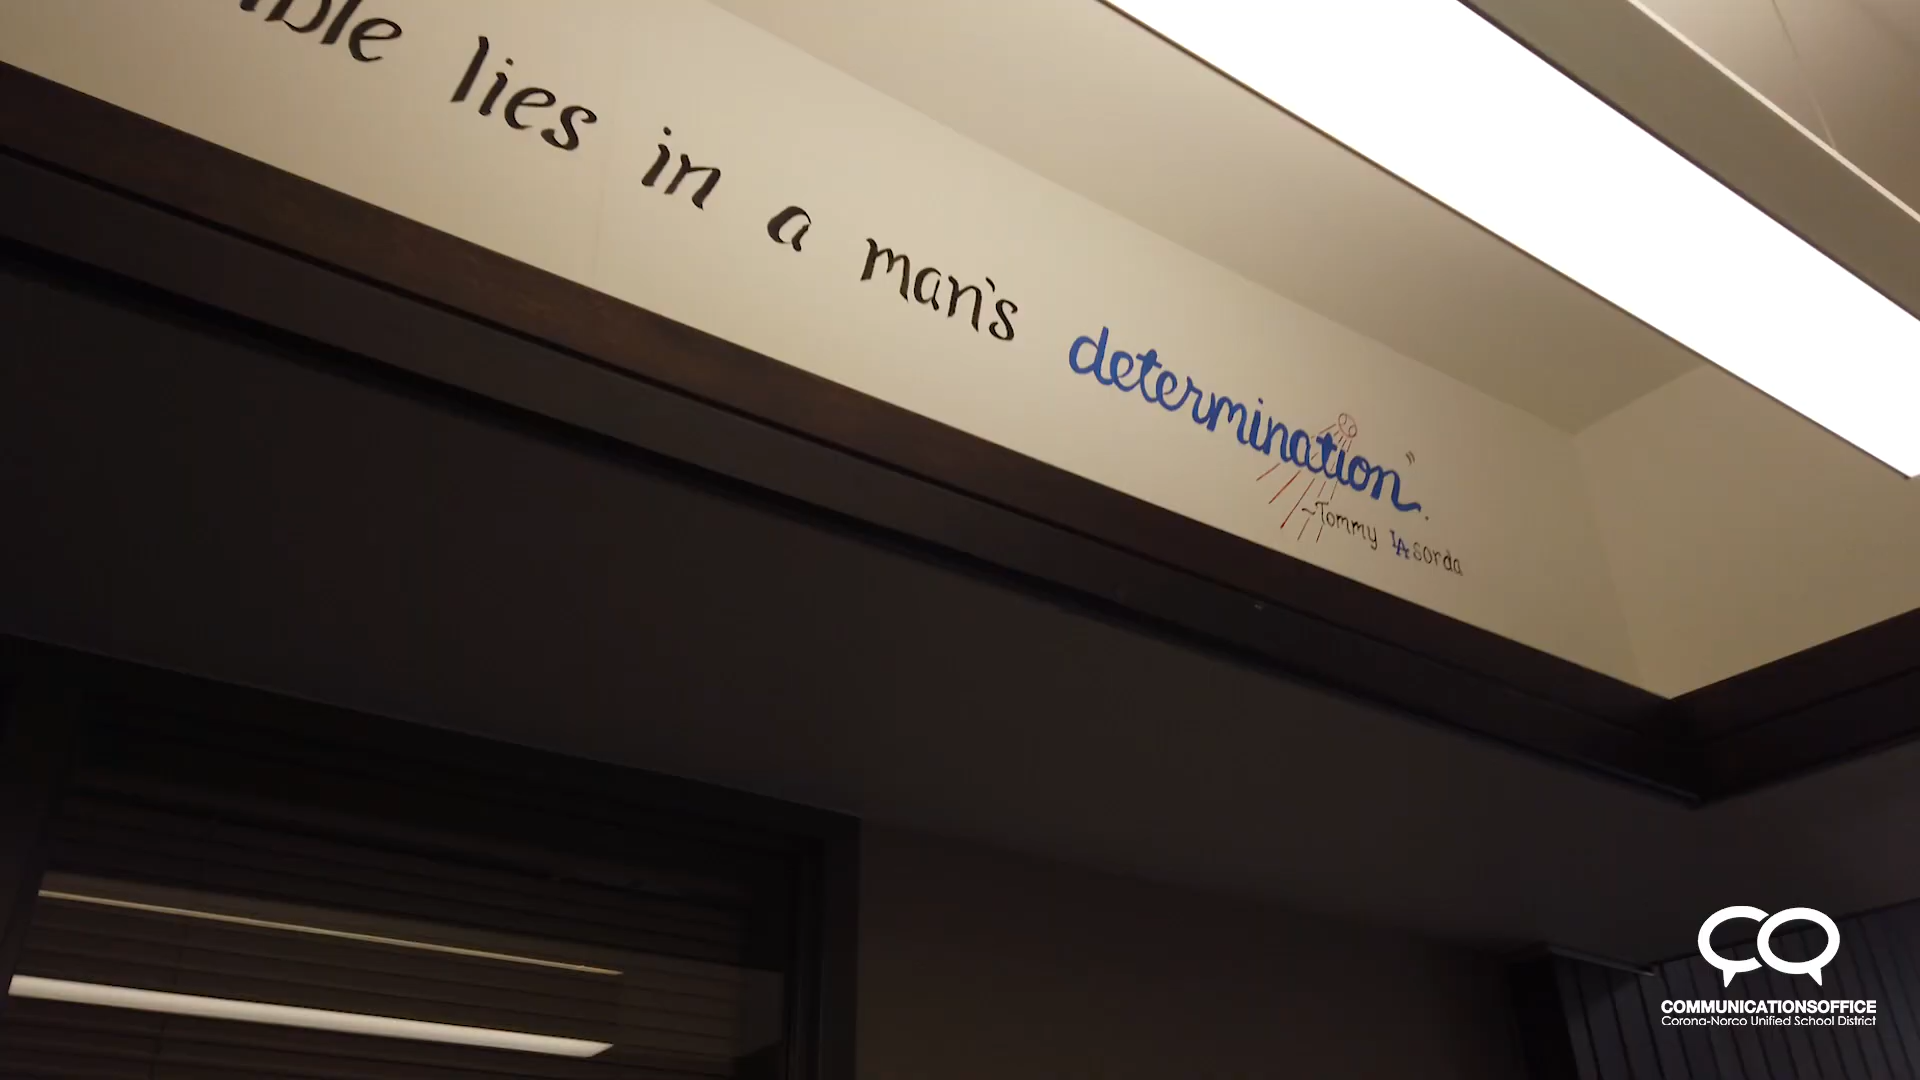 lies in a man's determination".
~Tommy LAsorda
COMMUNICATIONSOFFICE
Corona-Norco Unified School District